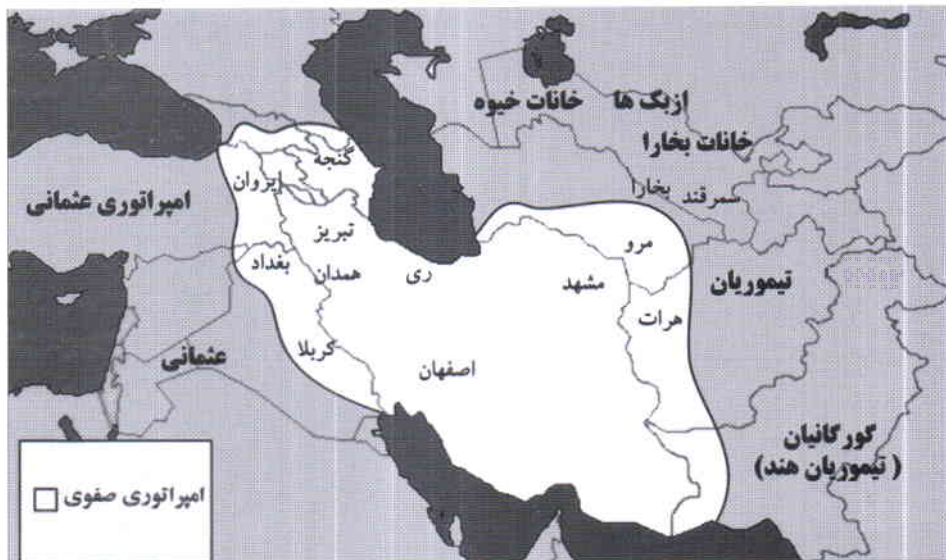 خانات خیوه
ازبک ها
خانات بخارا
گنجه
ایروان
بخارا
سمرقند
امپراتوری عثمانی
تبریز
مرو
بغداد
همدان
ری
مشهد
تیموریان
هرات
عثمانی
کربلا
اصفهان
گورکانیان
( تیموریان هند)
امپراتوری صفوی